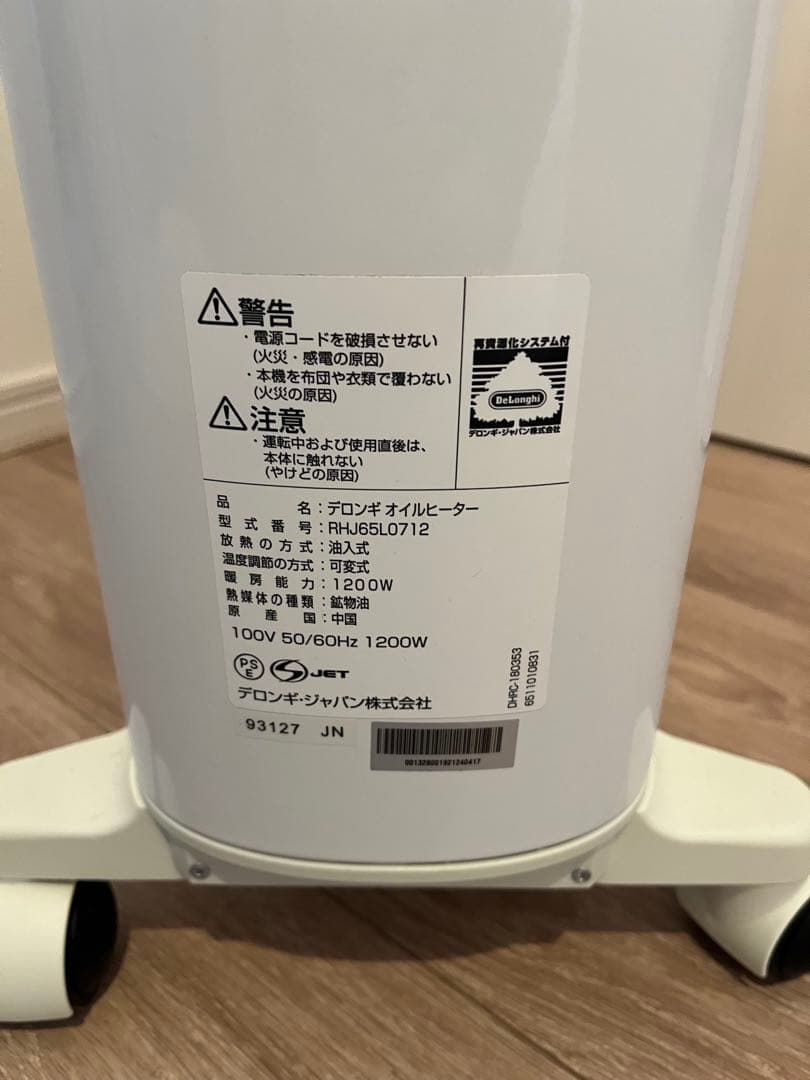 警告
・電源コードを破損させない
(火災・感電の原因)
・本機を布団や衣類で覆わない
(火災の原因)
注意
・運転中および使用直後は、
本体に触れない
(やけどの原因)
再資源化システム付
DeLonghi
デロンギ・ジャパン株式会社
品名：デロンギ オイルヒーター
型式番号：RHJ65L0712
放熱の方式：油入式
温度調節の方式：可変式
暖房能力：1200W
熱媒体の種類：鉱物油
原産国：中国
100V 50/60Hz 1200W
PS
E
JET
デロンギ・ジャパン株式会社
DHRC-180353
6511010831
93127 JN
001328001921240417